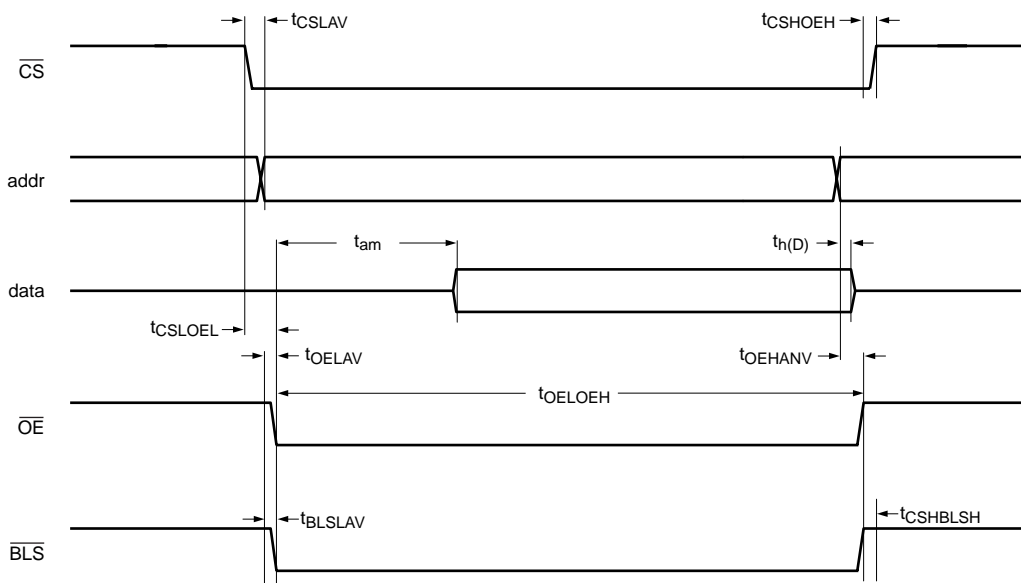 tCSLAV
tCSHOEH
CS
addr
tam
th(D)
data
tCSLOEL
tOELAV
tOEHANV
tOELOEH
OE
tBLSLAV
tCSHBLSH
BLS